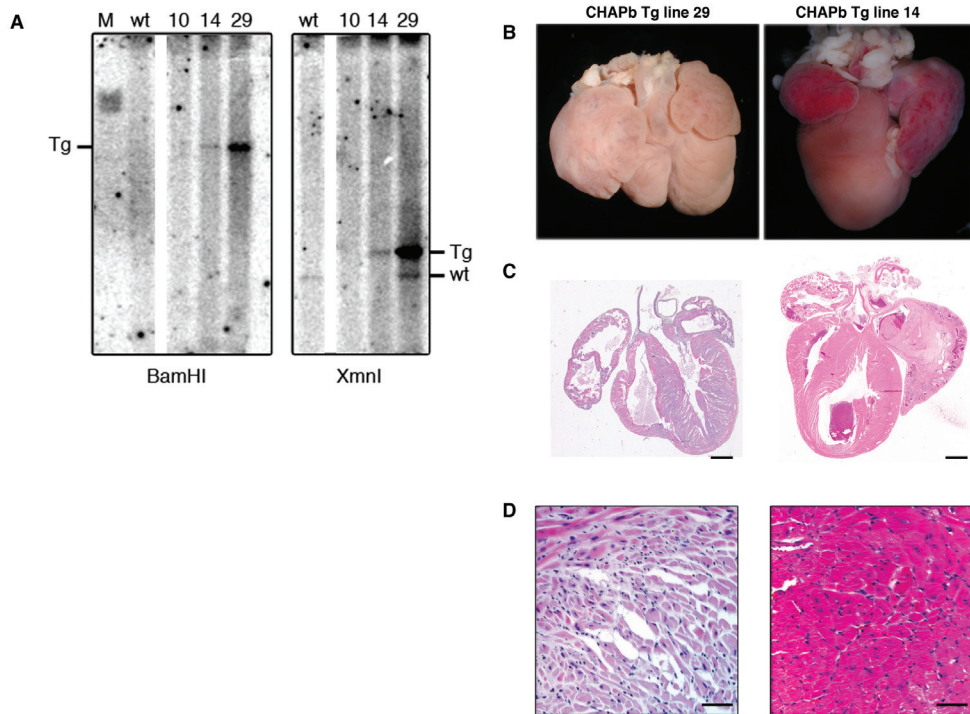 A
M wt 10 14 29
wt 10 14 29
Tg
Tg
wt
BamHI
XmnI
CHAPb Tg line 29
CHAPb Tg line 14
B
C
D